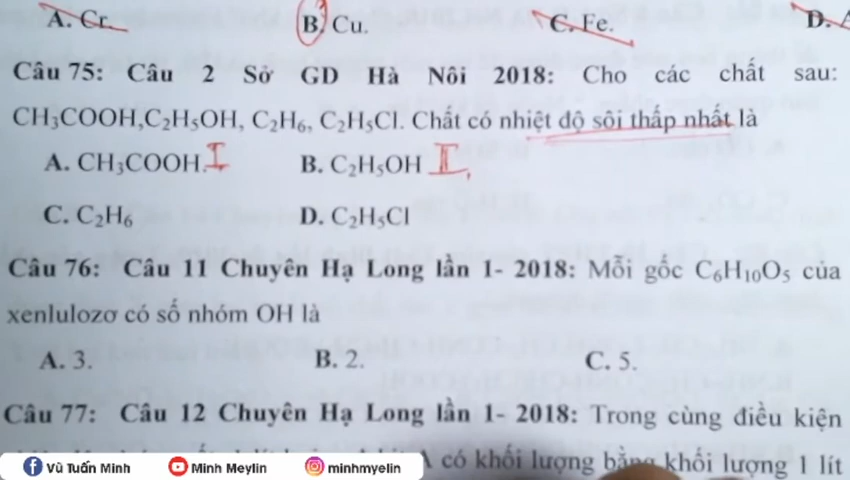 A. Cr. B. Cu. C. Fe. D.
Câu 75: Câu 2 Sở GD Hà Nôi 2018: Cho các chất sau:
CH₃COOH,C₂H₅OH, C₂H₆, C₂H₅Cl. Chất có nhiệt độ sôi thấp nhất là
A. CH₃COOH. I B. C₂H₅OH I
C. C₂H₆ D. C₂H₅Cl
Câu 76: Câu 11 Chuyên Hạ Long lần 1- 2018: Mỗi gốc C₆H₁₀O₅ của
xenlulozơ có số nhóm OH là
A. 3. B. 2. C. 5.
Câu 77: Câu 12 Chuyên Hạ Long lần 1- 2018: Trong cùng điều kiện
có khối lượng bằng khối lượng 1 lít
Vũ Tuấn Minh Minh Meylin minhmyelin